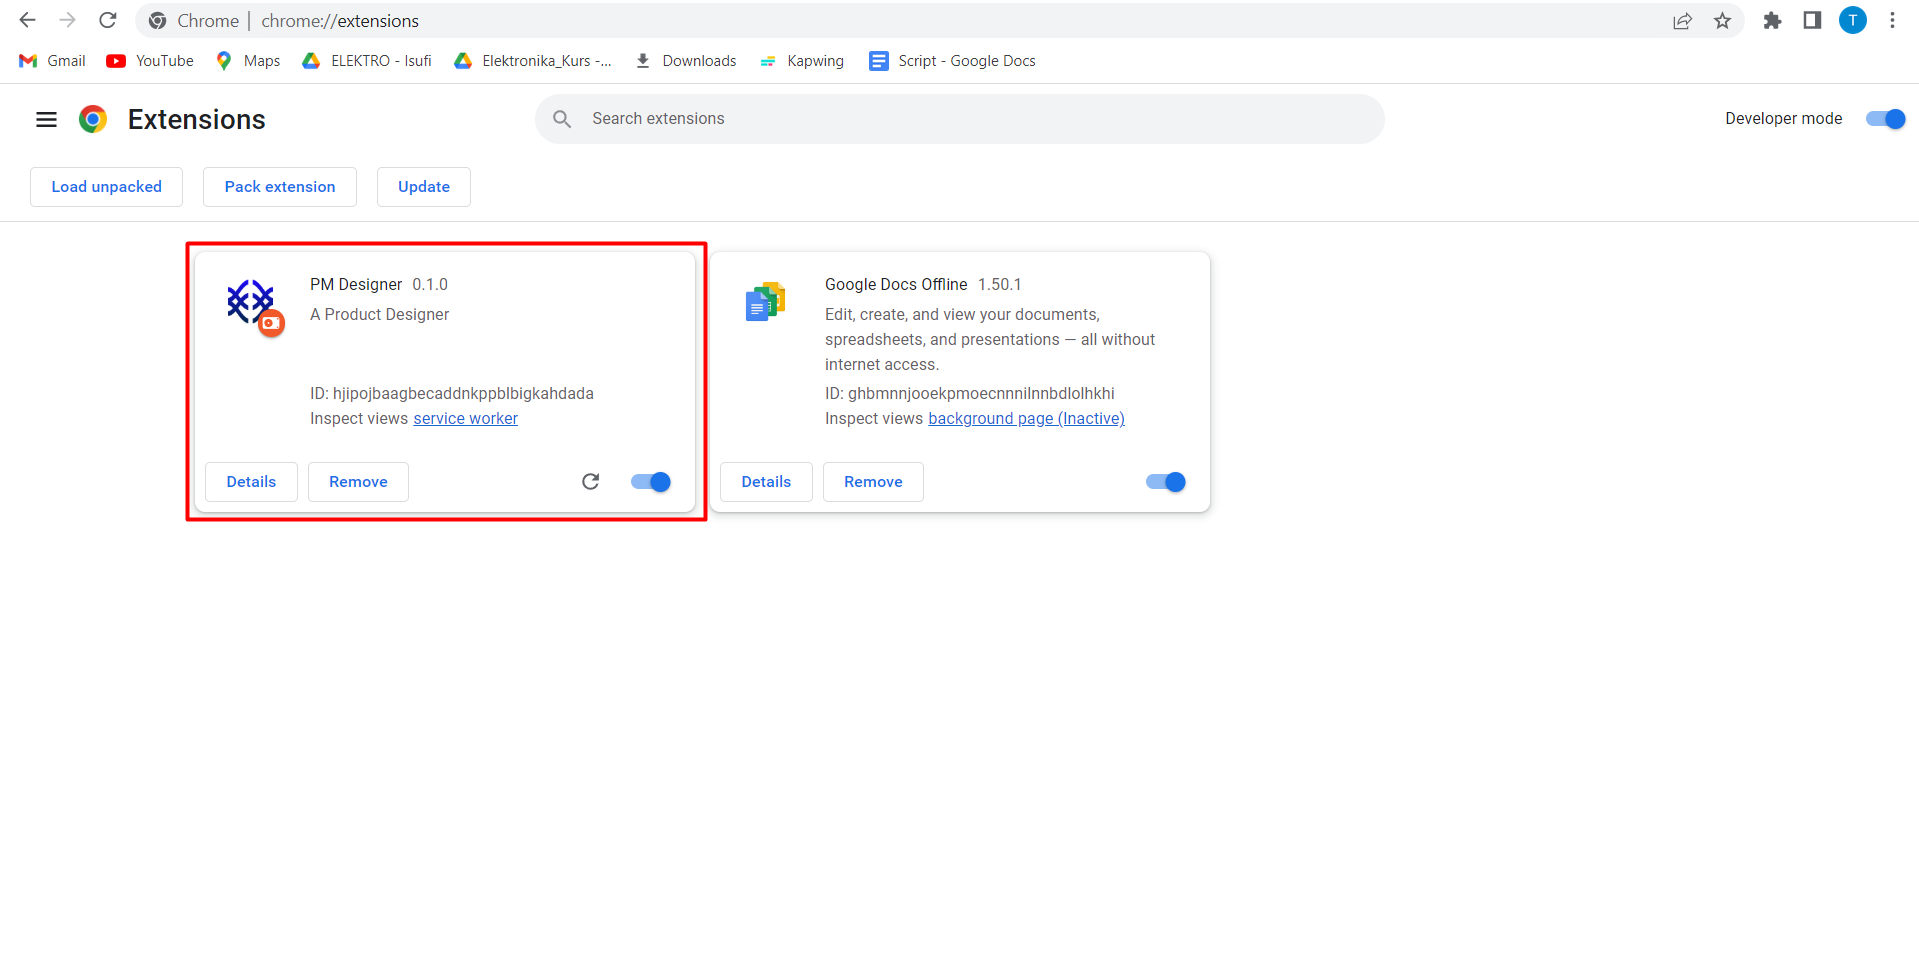 Chrome | chrome://extensions
T
Gmail YouTube Maps ELEKTRO - Isufi Elektronika_Kurs -... Downloads Kapwing Script - Google Docs
Extensions
Search extensions
Developer mode
Load unpacked Pack extension Update
PM Designer 0.1.0
A Product Designer
ID: hjipojbaagbecaddnkppblbigkahdada
Inspect views service worker
Details Remove
Google Docs Offline 1.50.1
Edit, create, and view your documents,
spreadsheets, and presentations — all without
internet access.
ID: ghbmnnjooekpmoecnnnilnnbdlolhkhi
Inspect views background page (Inactive)
Details Remove